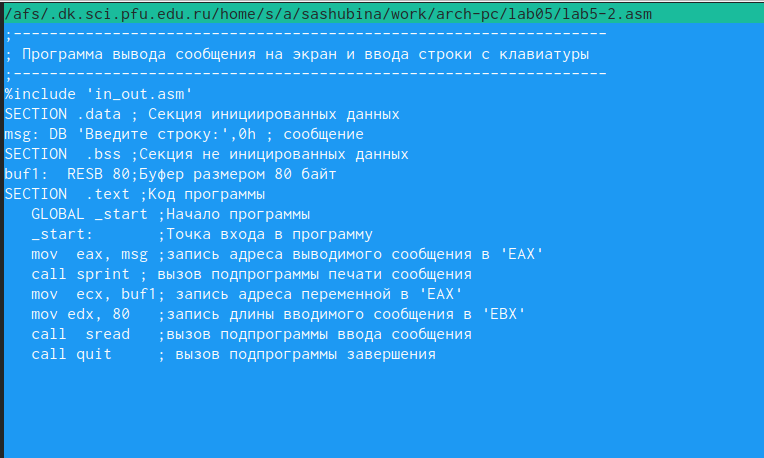 /afs/.dk.sci.pfu.edu.ru/home/s/a/sashubina/work/arch-pc/lab05/lab5-2.asm
;------------------------------------------------------------------
; Программа вывода сообщения на экран и ввода строки с клавиатуры
;------------------------------------------------------------------
%include 'in_out.asm'
SECTION .data ; Секция инициированных данных
msg: DB 'Введите строку:',0h ; сообщение
SECTION  .bss ;Секция не иницированных данных
buf1:  RESB 80;Буфер размером 80 байт
SECTION  .text ;Код программы
   GLOBAL _start ;Начало программы
   _start:       ;Точка входа в программу
   mov  eax, msg ;запись адреса выводимого сообщения в 'EAX'
   call sprint ; вызов подпрограммы печати сообщения
   mov  ecx, buf1; запись адреса переменной в 'EAX'
   mov edx, 80   ;запись длины вводимого сообщения в 'EBX'
   call  sread   ;вызов подпрограммы ввода сообщения
   call quit     ; вызов подпрограммы завершения